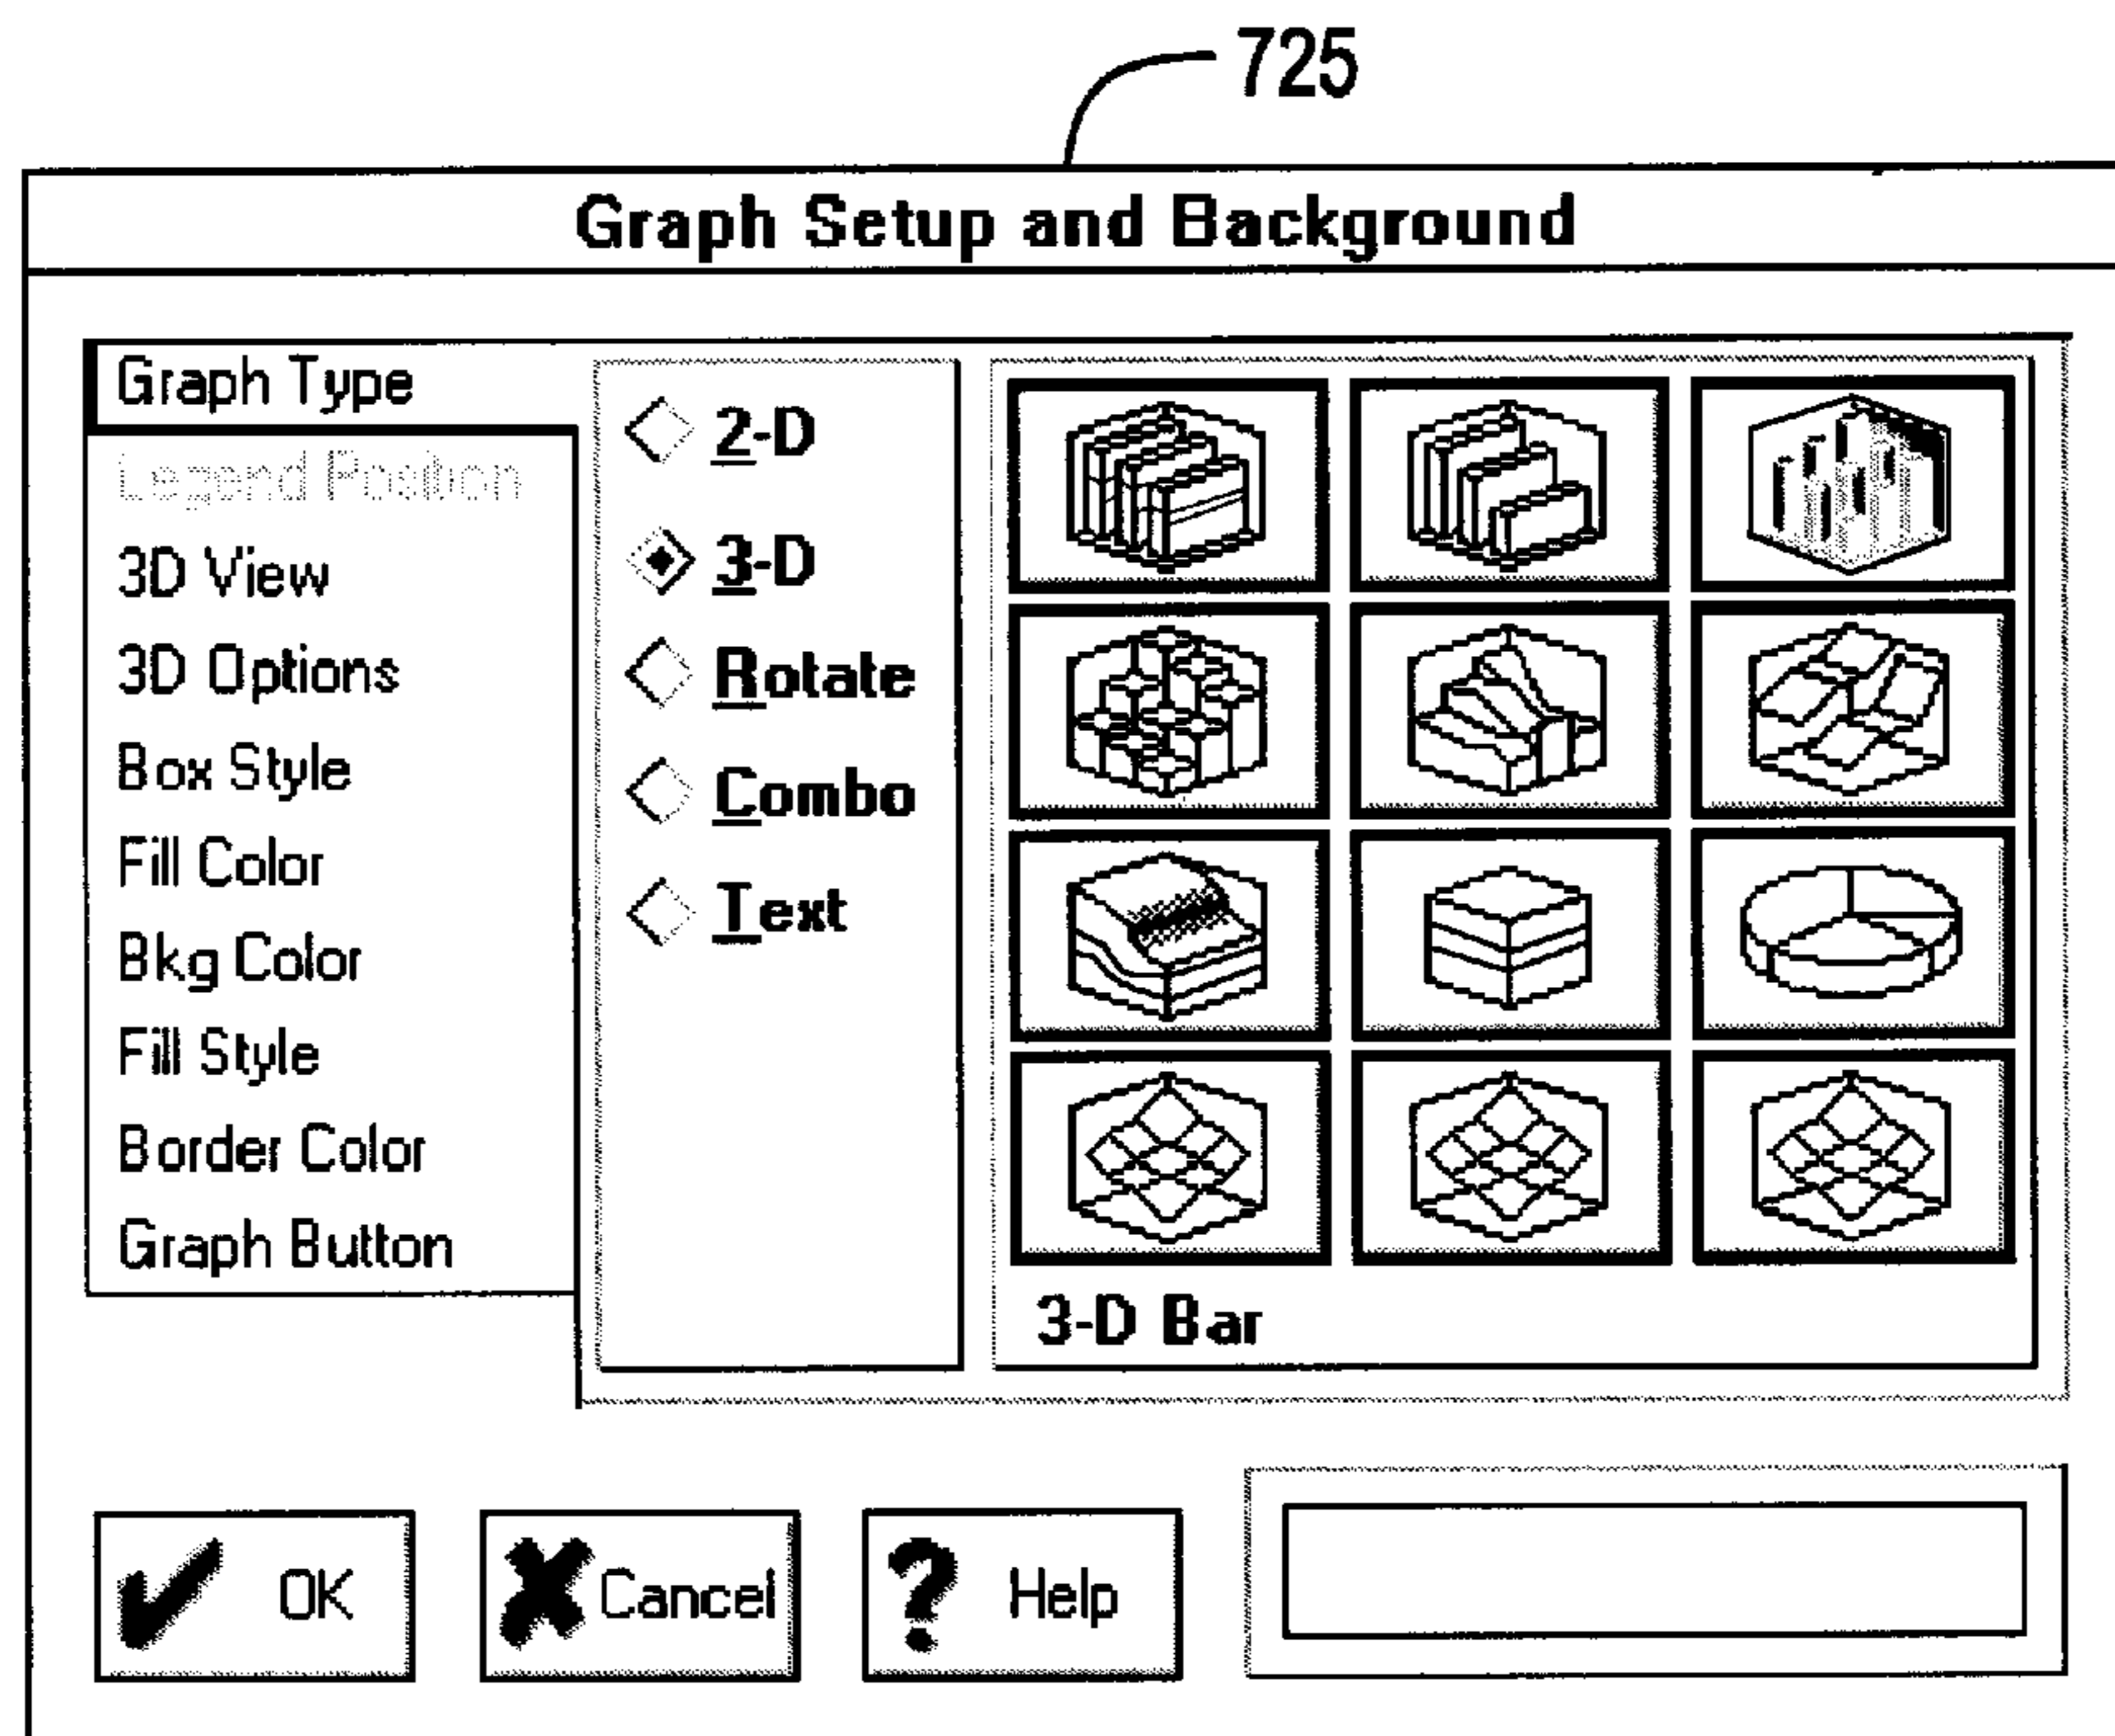 725
Graph Setup and Background
Graph Type
Legend Position
3D View
3D Options
Box Style
Fill Color
Bkg Color
Fill Style
Border Color
Graph Button
2-D
3-D
Rotate
Combo
Text
3-D Bar
OK
Cancel
? Help